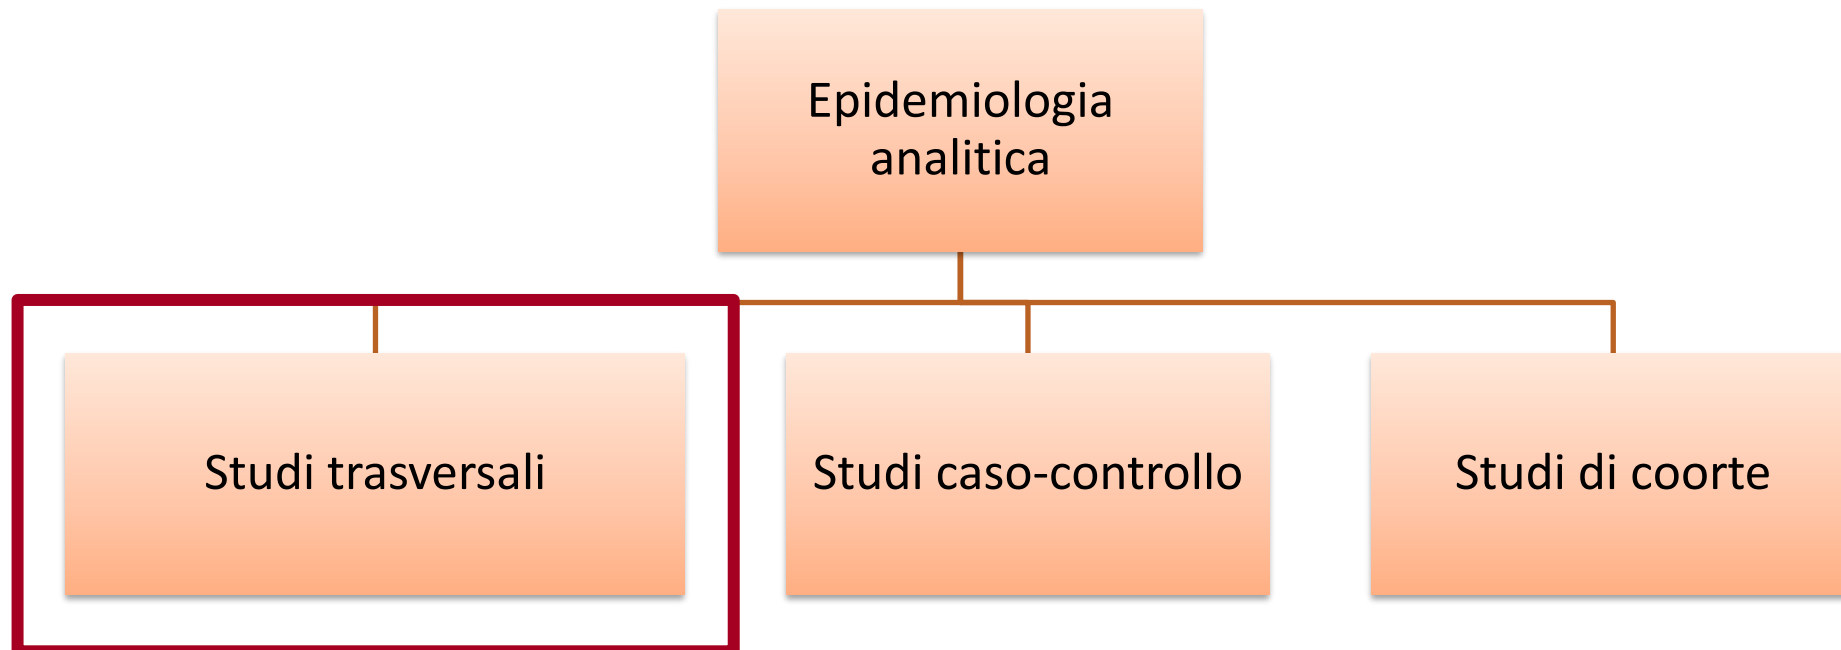 Epidemiologia
analitica
Studi trasversali
Studi caso-controllo
Studi di coorte